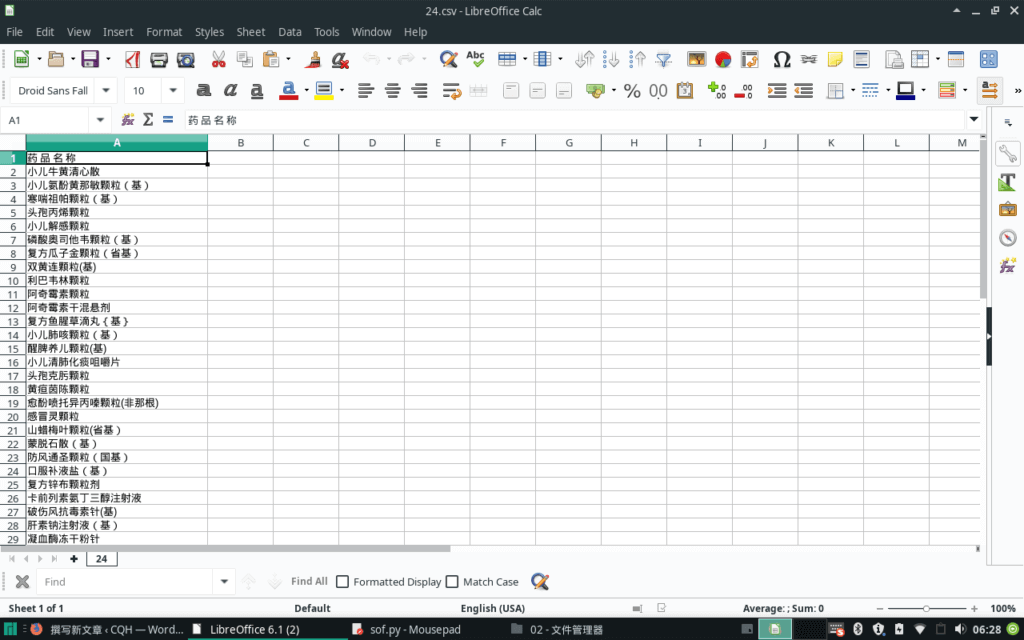 24.csv - LibreOffice Calc
File Edit View Insert Format Styles Sheet Data Tools Window Help
Droid Sans Fall 10
A1 药品名称
A B C D E F G H I J K L M
1 药品名称
2 小儿牛黄清心散
3 小儿氨酚黄那敏颗粒（基）
4 寒喘祖帕颗粒（基）
5 头孢丙烯颗粒
6 小儿解感颗粒
7 磷酸奥司他韦颗粒（基）
8 复方瓜子金颗粒（省基）
9 双黄连颗粒(基)
10 利巴韦林颗粒
11 阿奇霉素颗粒
12 阿奇霉素干混悬剂
13 复方鱼腥草滴丸｛基｝
14 小儿肺咳颗粒（基）
15 醒脾养儿颗粒(基)
16 小儿清肺化痰咀嚼片
17 头孢克肟颗粒
18 黄疸茵陈颗粒
19 愈酚喷托异丙嗪颗粒(非那根)
20 感冒灵颗粒
21 山蜡梅叶颗粒(省基）
22 蒙脱石散（基）
23 防风通圣颗粒（国基）
24 口服补液盐（基）
25 复方锌布颗粒剂
26 卡前列素氨丁三醇注射液
27 破伤风抗毒素针(基)
28 肝素钠注射液（基）
29 凝血酶冻干粉针
24
Find Find All Formatted Display Match Case
Sheet 1 of 1 Default English (USA) Average: ; Sum: 0 100%
撰写新文章 ‹ CQH — Word... LibreOffice 6.1 (2) sof.py - Mousepad 02 - 文件管理器 06:28